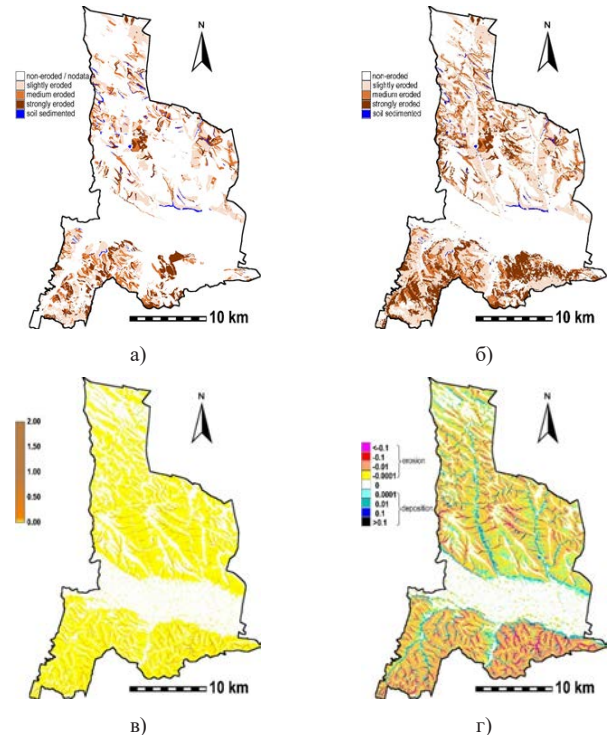 N
non-eroded / nodata
slightly eroded
medium eroded
strongly eroded
soil sedimented
10 km
а)
N
non-eroded
slightly eroded
medium eroded
strongly eroded
soil sedimented
10 km
б)
N
2.00
1.50
1.00
0.50
0.00
10 km
в)
N
<-0.1
-0.1
-0.01
-0.0001
0
0.0001
0.01
0.1
>0.1
erosion
deposition
10 km
г)